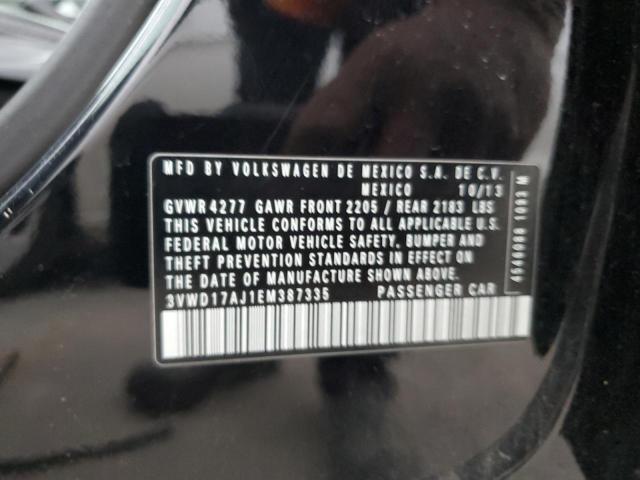 MFD BY VOLKSWAGEN DE MEXICO S.A. DE C.V.
MEXICO 10/13
GVWR 4277 GAWR FRONT 2205 / REAR 2183 LBS
THIS VEHICLE CONFORMS TO ALL APPLICABLE U.S.
FEDERAL MOTOR VEHICLE SAFETY, BUMPER AND
THEFT PREVENTION STANDARDS IN EFFECT ON
THE DATE OF MANUFACTURE SHOWN ABOVE.
3VWD17AJ1EM387335 PASSENGER CAR